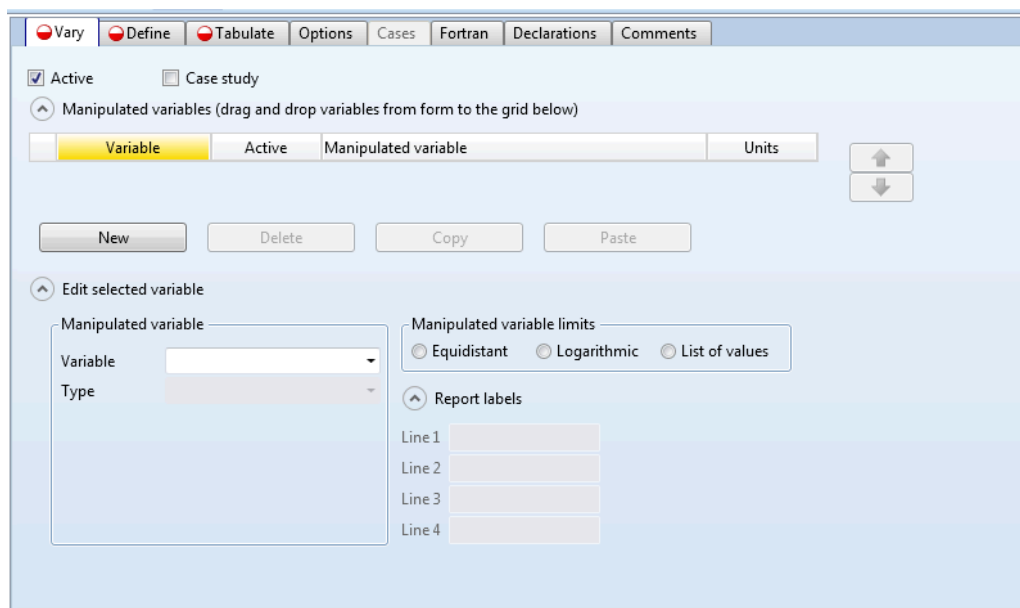 Vary Define Tabulate Options Cases Fortran Declarations Comments
Active Case study
Manipulated variables (drag and drop variables from form to the grid below)
Variable Active Manipulated variable Units
New Delete Copy Paste
Edit selected variable
Manipulated variable
Variable
Type
Manipulated variable limits
Equidistant Logarithmic List of values
Report labels
Line 1
Line 2
Line 3
Line 4